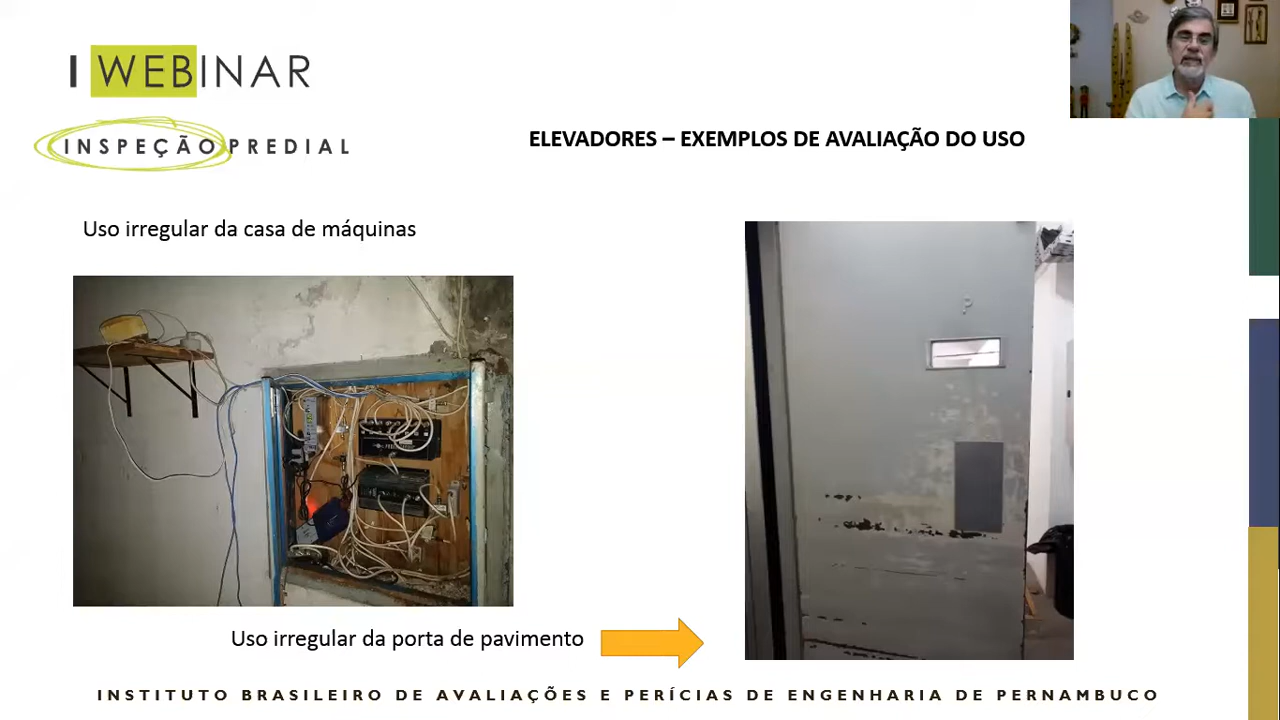 I WEBINAR
INSPEÇÃO PREDIAL
ELEVADORES – EXEMPLOS DE AVALIAÇÃO DO USO
Uso irregular da casa de máquinas
Uso irregular da porta de pavimento
INSTITUTO BRASILEIRO DE AVALIAÇÕES E PERÍCIAS DE ENGENHARIA DE PERNAMBUCO